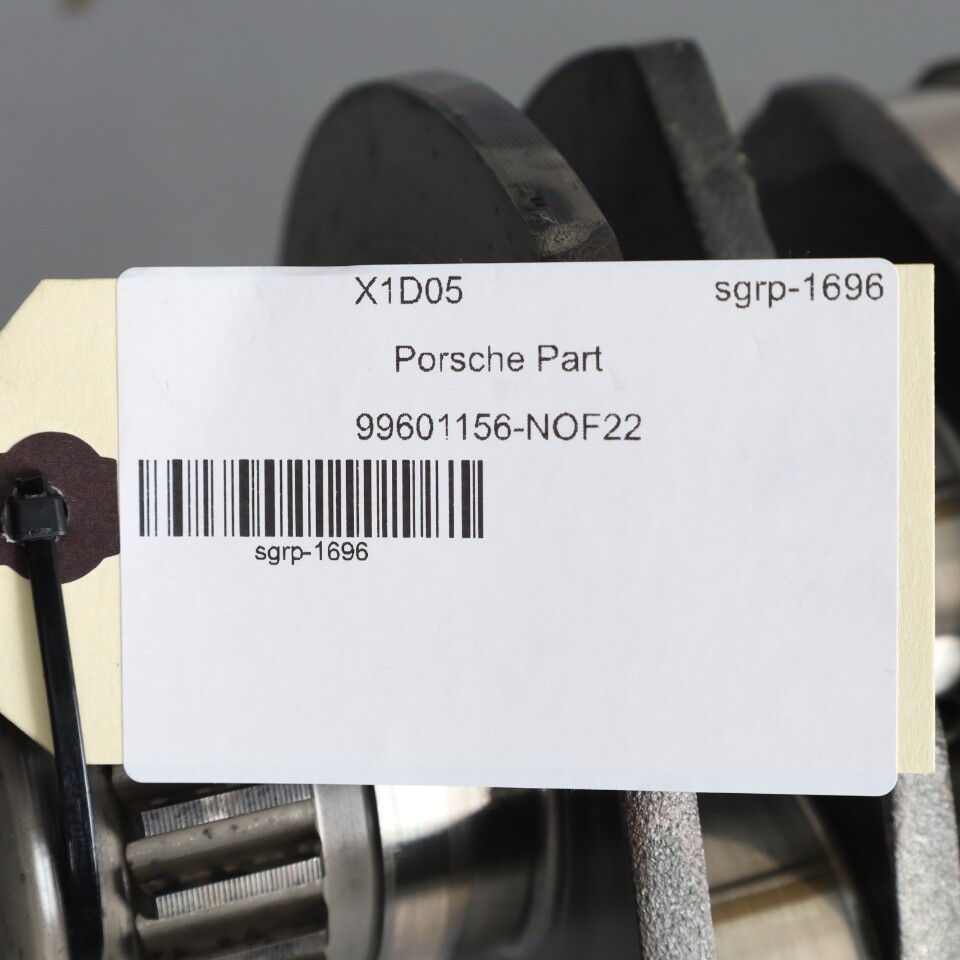 X1D05 sgrp-1696
Porsche Part
99601156-NOF22
sgrp-1696